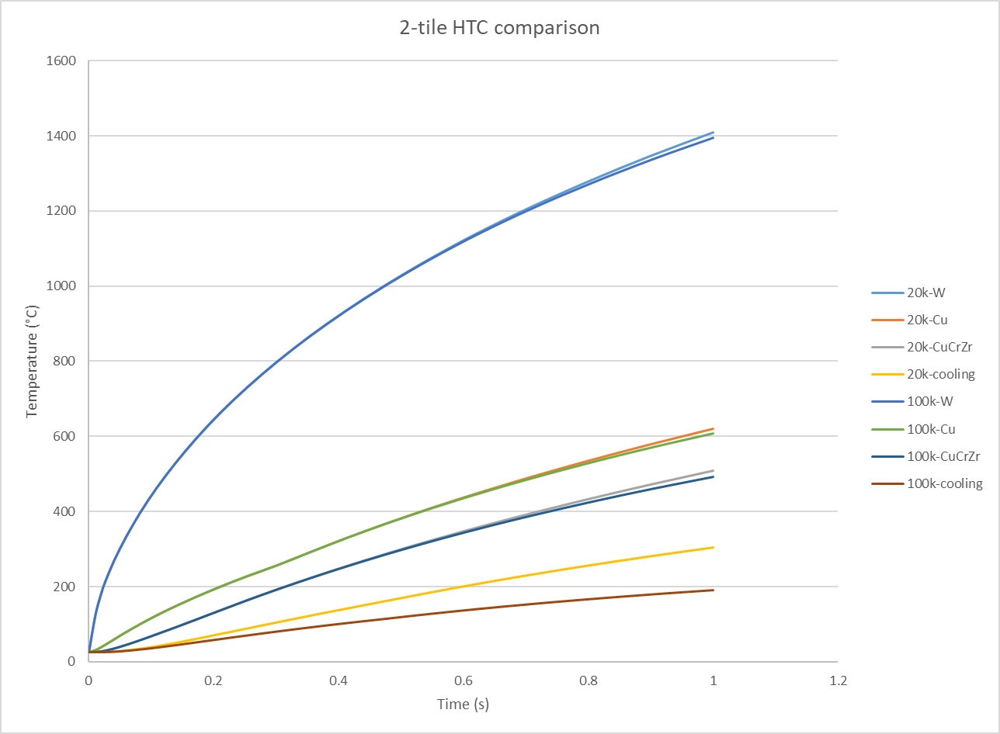 2-tile HTC comparison
1600
1400
1200
1000
800
600
400
200
0
Temperature (°C)
0
0.2
0.4
0.6
0.8
1
1.2
Time (s)
20k-W
20k-Cu
20k-CuCrZr
20k-cooling
100k-W
100k-Cu
100k-CuCrZr
100k-cooling